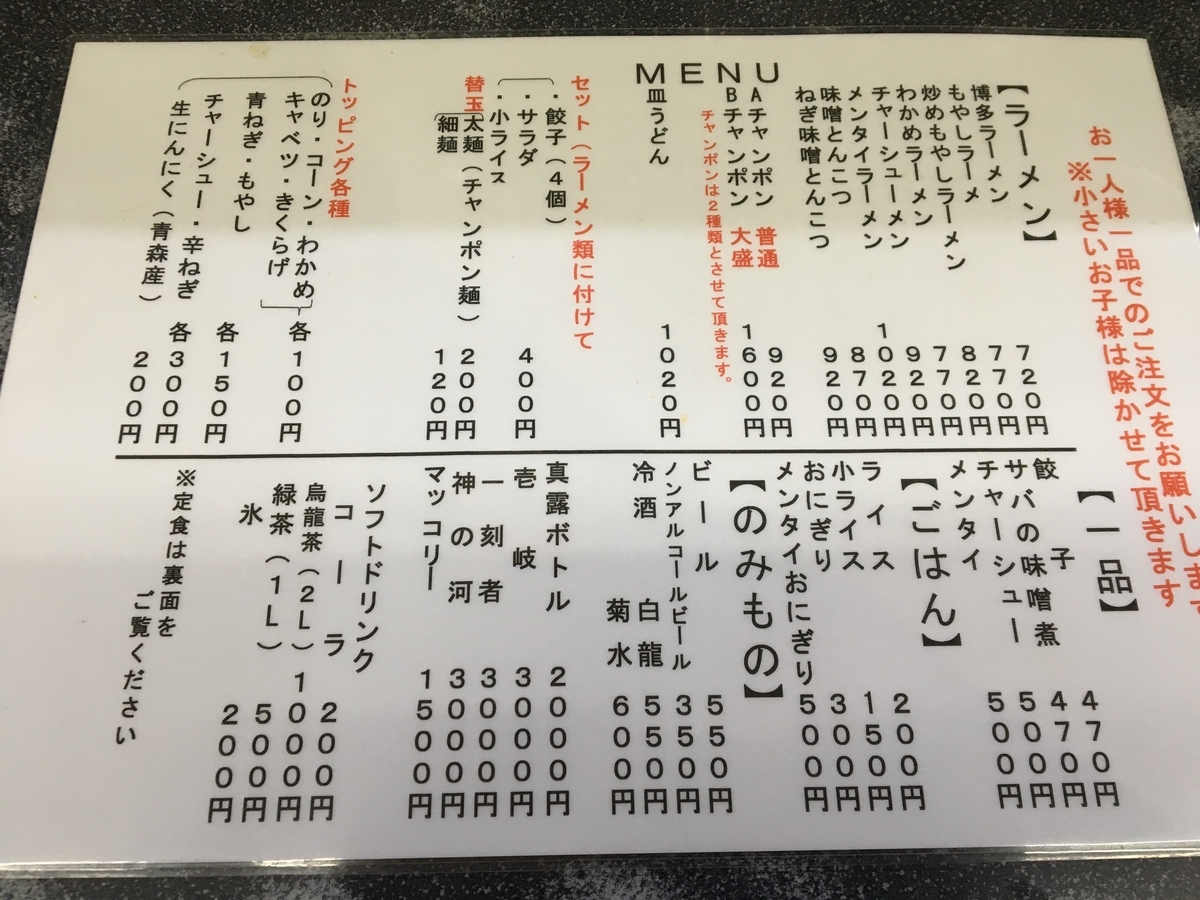 お一人様一品でのご注文をお願いします
※小さいお子様は除かせて頂きます
MENU
【ラーメン】
博多ラーメン 720円
もやしラーメ 770円
炒めもやしラーメン 820円
わかめラーメン 770円
チャーシューメン 920円
メンタイラーメン 1020円
味噌とんこつ 870円
ねぎ味噌とんこつ 920円
Aチャンポン 普通 920円
Bチャンポン 大盛 1600円
チャンポンは2種類とさせて頂きます。
皿うどん 1020円
セット(ラーメン類に付けて
・餃子(4個)
・サラダ 400円
・小ライス
替玉 太麺(チャンポン麺) 200円
細麺 120円
トッピング各種
のり・コーン・わかめ
キャベツ・きくらげ 各100円
青ねぎ・もやし 各150円
チャーシュー・辛ねぎ 各300円
生にんにく(青森産) 200円
【一品】
餃子 470円
サバの味噌煮 470円
チャーシュー 500円
メンタイ 500円
【ごはん】
ライス 200円
小ライス 150円
おにぎり 300円
メンタイおにぎり 500円
【のみもの】
ビール 550円
ノンアルコールビール 350円
冷酒 白龍 550円
菊水 600円
真露ボトル 2000円
壱岐 3000円
一刻者 3000円
神の河 3000円
マッコリー 1500円
ソフトドリンク
コーラ 200円
烏龍茶(2L) 1000円
緑茶(1L) 500円
氷 200円
※定食は裏面を
ご覧ください